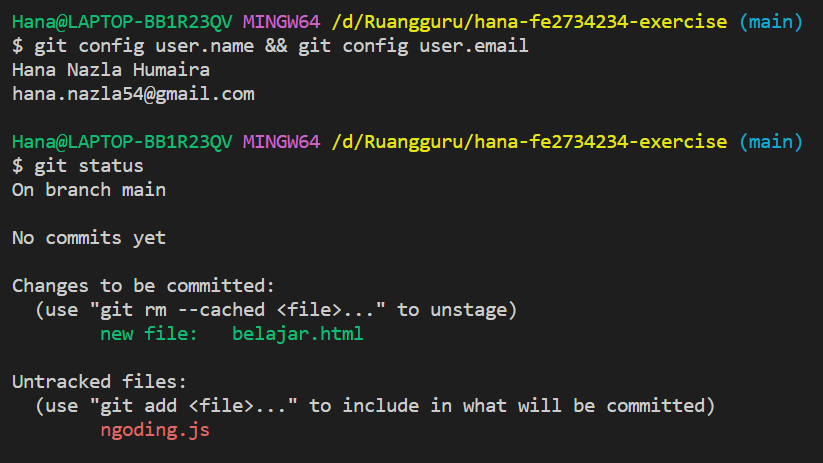 Hana@LAPTOP-BB1R23QV MINGW64 /d/Ruangguru/hana-fe2734234-exercise (main)
$ git config user.name && git config user.email
Hana Nazla Humaira
hana.nazla54@gmail.com
Hana@LAPTOP-BB1R23QV MINGW64 /d/Ruangguru/hana-fe2734234-exercise (main)
$ git status
On branch main
No commits yet
Changes to be committed:
(use "git rm --cached <file>..." to unstage)
new file:   belajar.html
Untracked files:
(use "git add <file>..." to include in what will be committed)
ngoding.js